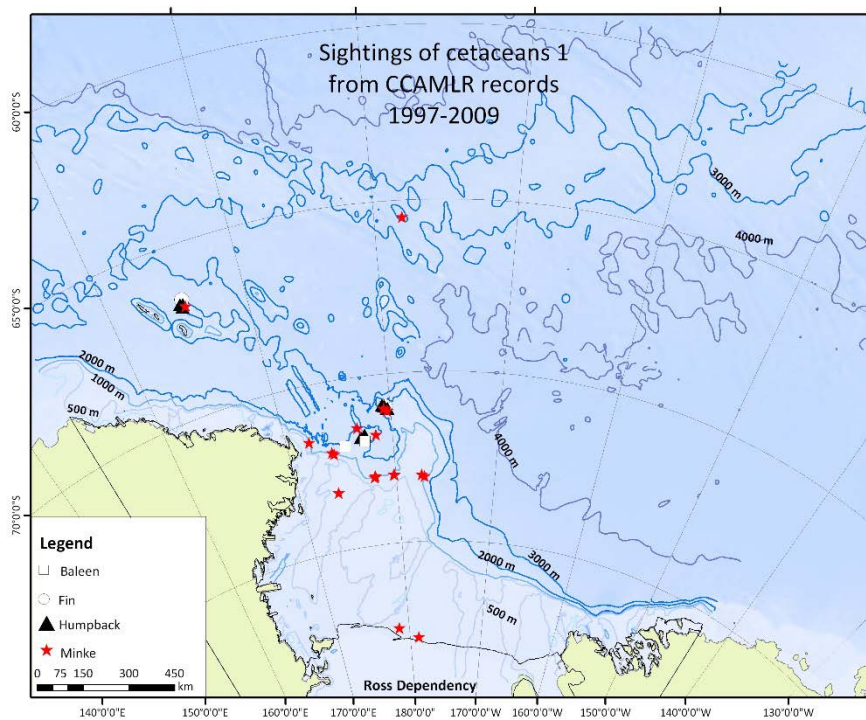 Sightings of cetaceans 1
from CCAMLR records
1997-2009
60°0'0"S
3000 m
4000 m
65°0'0"S
2000 m
1000 m
500 m
4000 m
70°0'0"S
3000 m
2000 m
500 m
Legend
Baleen
Fin
Humpback
Minke
0 75 150 300 450
km
Ross Dependency
140°0'0"E 150°0'0"E 160°0'0"E 170°0'0"E 180°0'0" 170°0'0"W 160°0'0"W 150°0'0"W 140°0'0"W 130°0'0"W